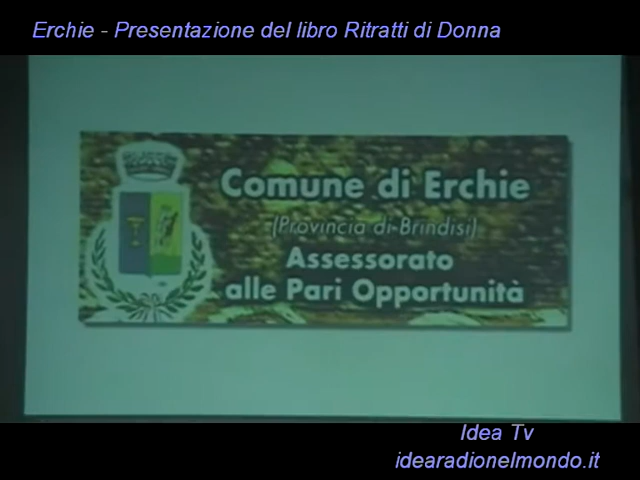 Erchie - Presentazione del libro Ritratti di Donna
Comune di Erchie
(Provincia di Brindisi)
Assessorato
alle Pari Opportunità
Idea Tv
idearadionelmondo.it